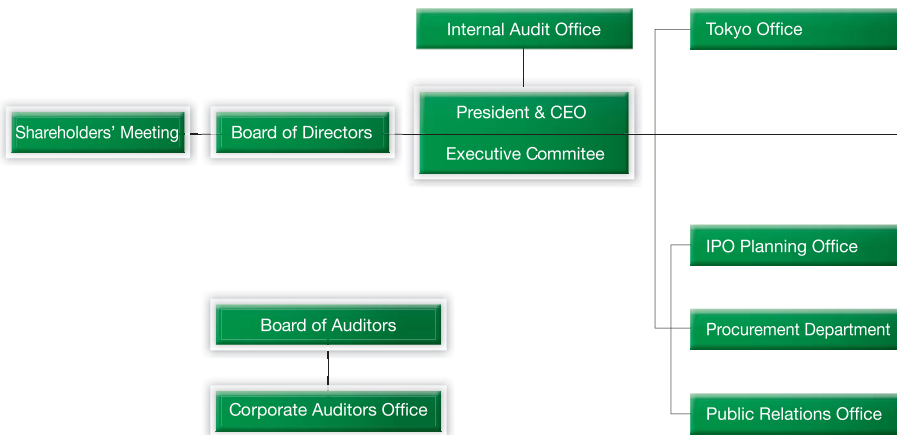 Internal Audit Office
Tokyo Office
Shareholders' Meeting
Board of Directors
President & CEO
Executive Commitee
IPO Planning Office
Board of Auditors
Procurement Department
Corporate Auditors Office
Public Relations Office